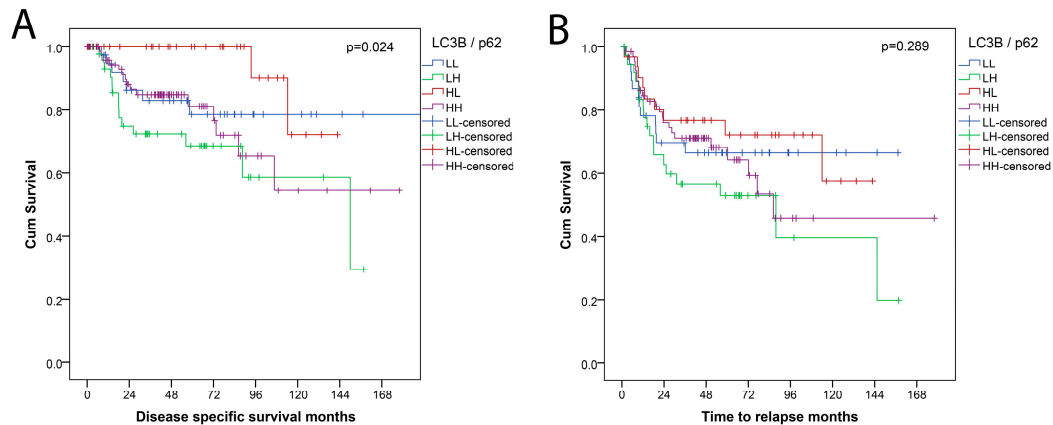 A
p=0.024
LC3B / p62
LL
LH
HL
HH
LL-censored
LH-censored
HL-censored
HH-censored
Cum Survival
1.0
0.8
0.6
0.4
0.2
0.0
0 24 48 72 96 120 144 168
Disease specific survival months
B
p=0.289
LC3B / p62
LL
LH
HL
HH
LL-censored
LH-censored
HL-censored
HH-censored
Cum Survival
1.0
0.8
0.6
0.4
0.2
0.0
0 24 48 72 96 120 144 168
Time to relapse months